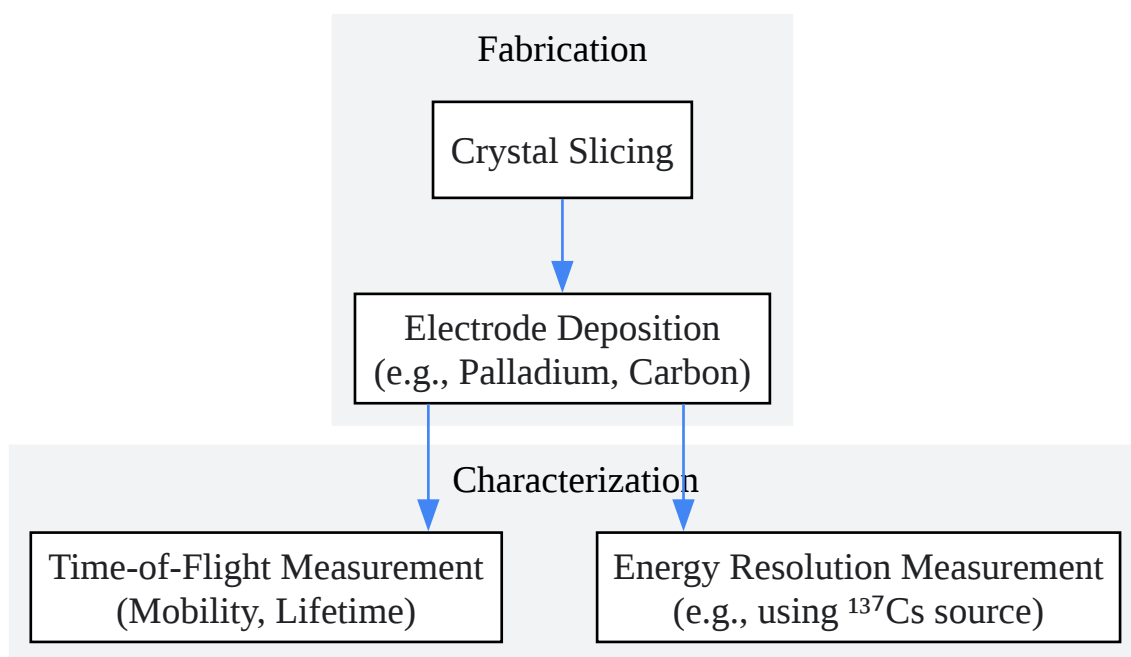 Fabrication
Crystal Slicing
Electrode Deposition
(e.g., Palladium, Carbon)
Characterization
Time-of-Flight Measurement
(Mobility, Lifetime)
Energy Resolution Measurement
(e.g., using ¹³⁷Cs source)